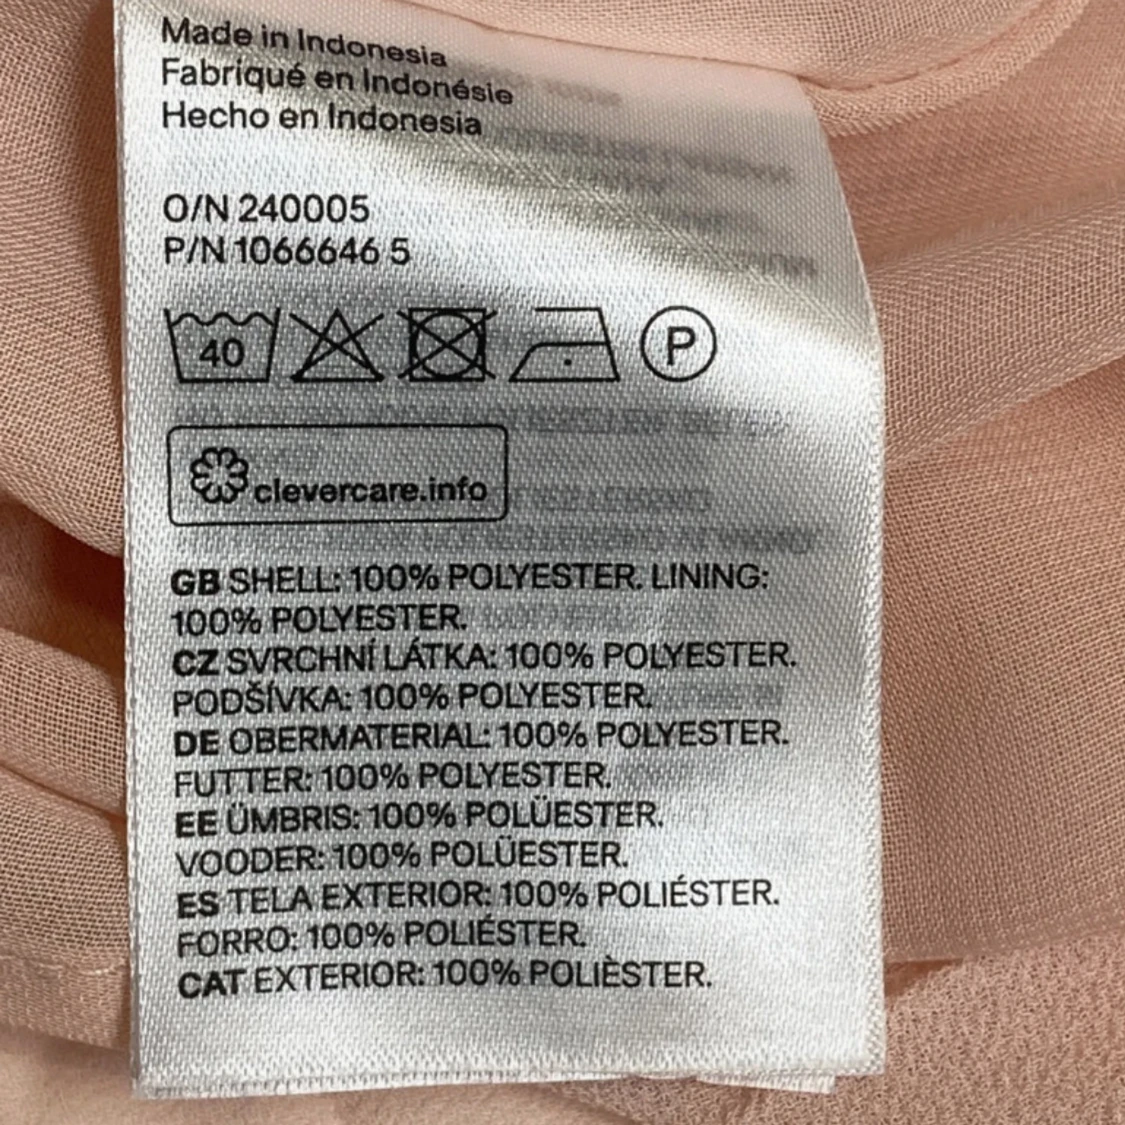 Made in Indonesia
Fabriqué en Indonésie
Hecho en Indonesia
O/N 240005
P/N 1066646 5
40
P
clevercare.info
GB SHELL: 100% POLYESTER. LINING:
100% POLYESTER.
CZ SVRCHNÍ LÁTKA: 100% POLYESTER.
PODŠÍVKA: 100% POLYESTER.
DE OBERMATERIAL: 100% POLYESTER.
FUTTER: 100% POLYESTER.
EE ÜMBRIS: 100% POLÜESTER.
VOODER: 100% POLÜESTER.
ES TELA EXTERIOR: 100% POLIÉSTER.
FORRO: 100% POLIÉSTER.
CAT EXTERIOR: 100% POLIÈSTER.